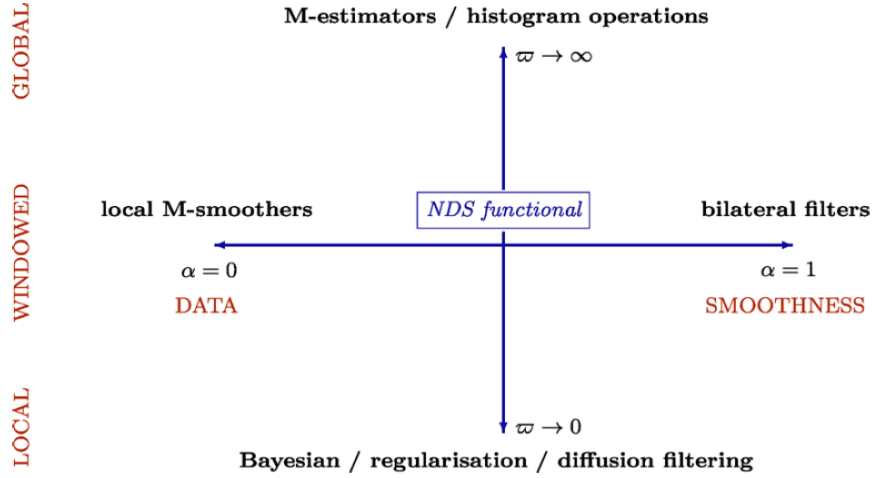 GLOBAL
M-estimators / histogram operations
ϖ → ∞
WINDOWED
local M-smoothers
NDS functional
bilateral filters
α = 0
α = 1
DATA
SMOOTHNESS
LOCAL
ϖ → 0
Bayesian / regularisation / diffusion filtering